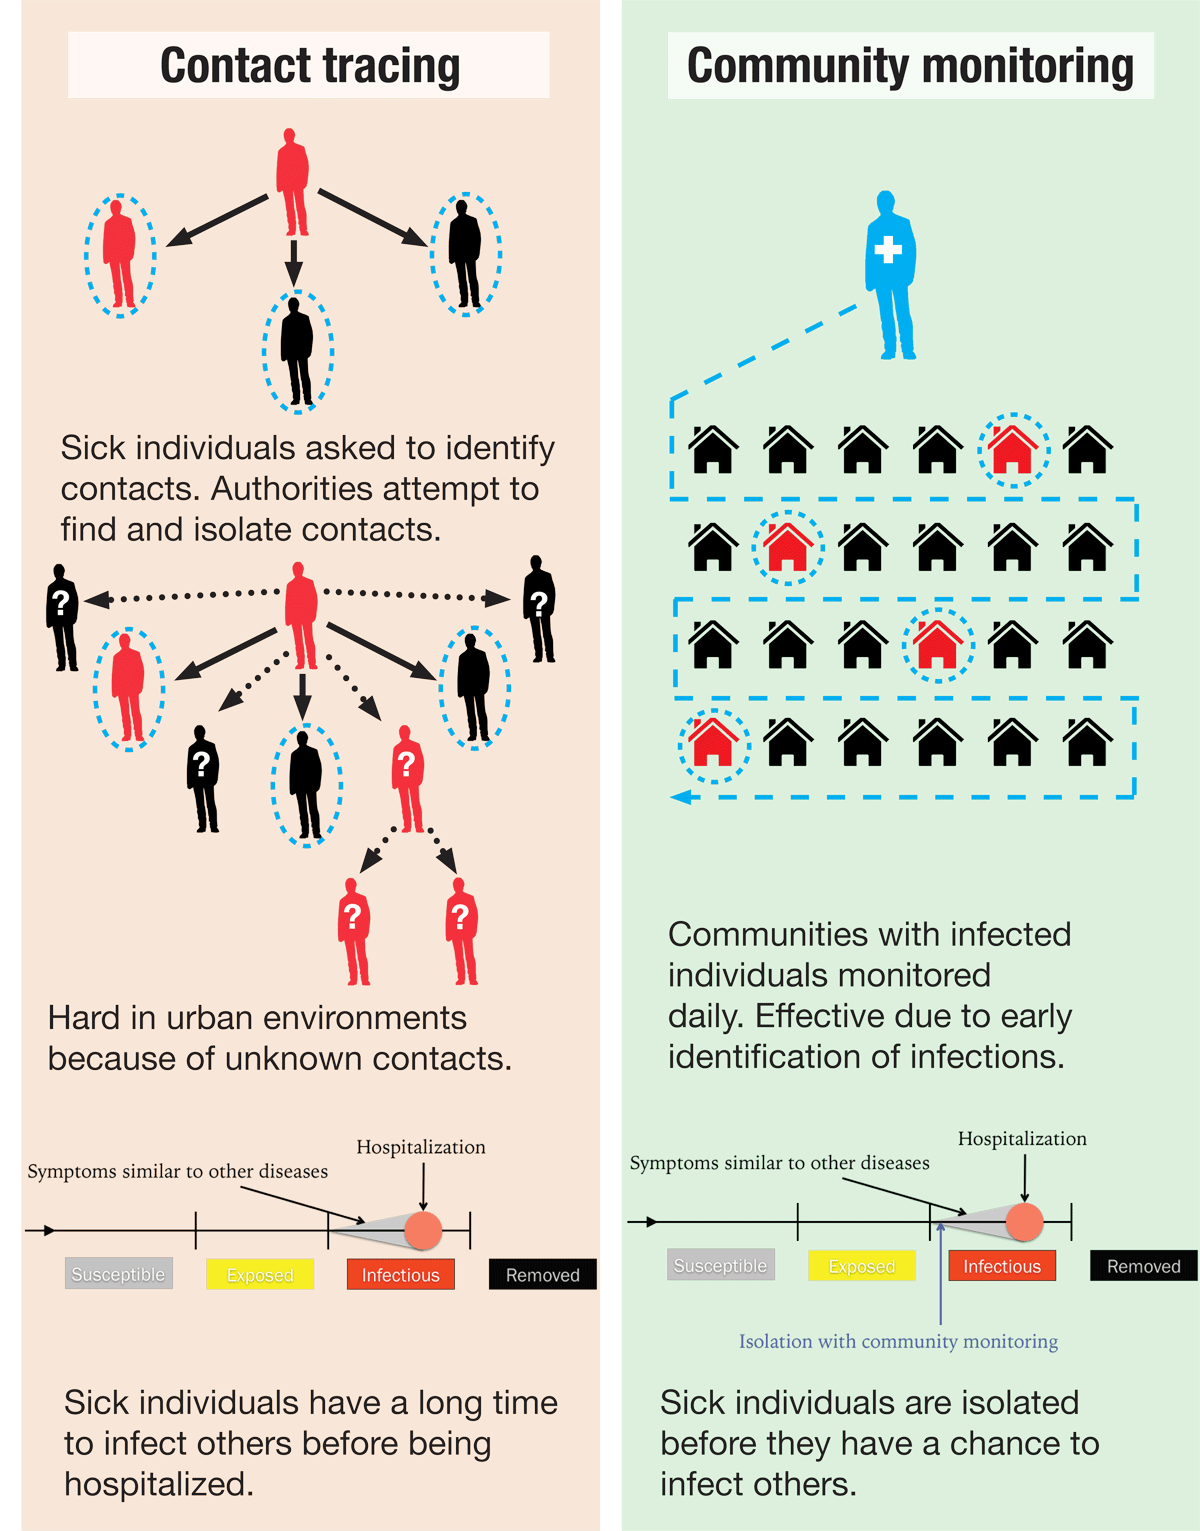 Contact tracing
Sick individuals asked to identify
contacts. Authorities attempt to
find and isolate contacts.
?
?
?
?
?
?
Hard in urban environments
because of unknown contacts.
Hospitalization
Symptoms similar to other diseases
Susceptible
Exposed
Infectious
Removed
Sick individuals have a long time
to infect others before being
hospitalized.
Community monitoring
Communities with infected
individuals monitored
daily. Effective due to early
identification of infections.
Hospitalization
Symptoms similar to other diseases
Susceptible
Exposed
Infectious
Removed
Isolation with community monitoring
Sick individuals are isolated
before they have a chance to
infect others.